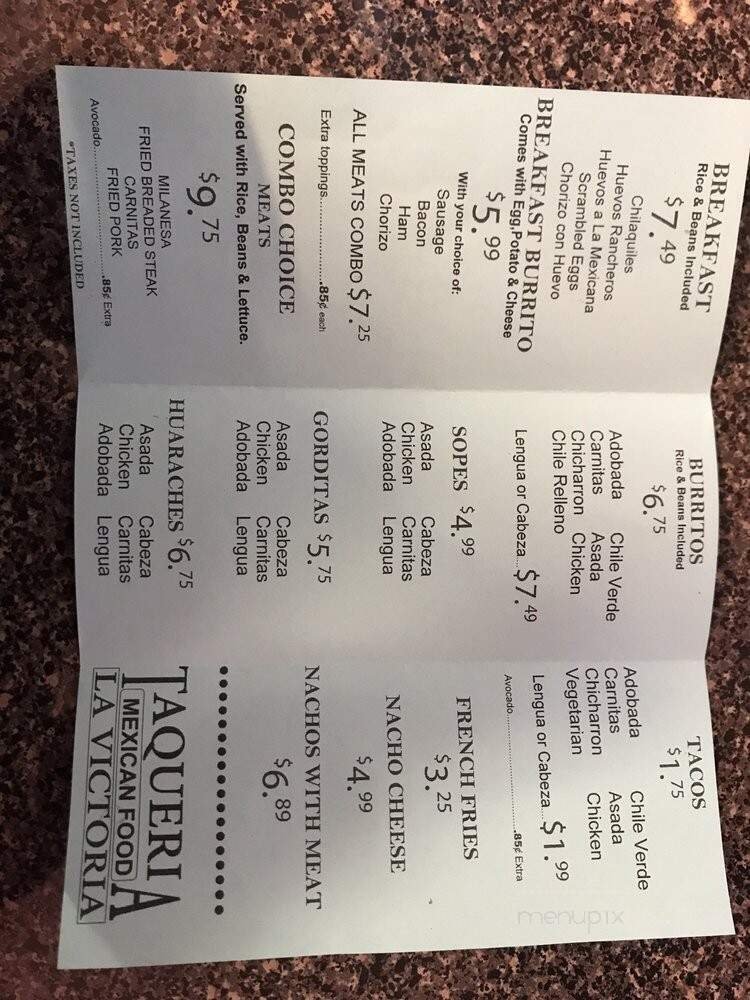 BREAKFAST
Rice & Beans Included
$7.49
Chilaquiles
Huevos Rancheros
Huevos a La Mexicana
Scrambled Eggs
Chorizo con Huevo
BREAKFAST BURRITO
Comes with Egg,Potato & Cheese
$5.99
With your choice of:
Sausage
Bacon
Ham
Chorizo
ALL MEATS COMBO $7.25
Extra toppings....................85¢ each
COMBO CHOICE
MEATS
Served with Rice, Beans & Lettuce.
$9.75
MILANESA
FRIED BREADED STEAK
CARNITAS
FRIED PORK
Avocado..............................85¢ Extra
*TAXES NOT INCLUDED
BURRITOS
Rice & Beans Included
$6.75
Adobada Chile Verde
Carnitas Asada
Chicharron Chicken
Chile Relleno
Lengua or Cabeza....$7.49
SOPES $4.99
Asada Cabeza
Chicken Carnitas
Adobada Lengua
GORDITAS $5.75
Asada Cabeza
Chicken Carnitas
Adobada Lengua
HUARACHES $6.75
Asada Cabeza
Chicken Carnitas
Adobada Lengua
TACOS
$1.75
Adobada Chile Verde
Carnitas Asada
Chicharron Chicken
Vegetarian
Lengua or Cabeza....$1.99
Avocado..............................85¢ Extra
FRENCH FRIES
$3.25
NACHO CHEESE
$4.99
NACHOS WITH MEAT
$6.89
TAQUERIA
MEXICAN FOOD
LA VICTORIA
menupix